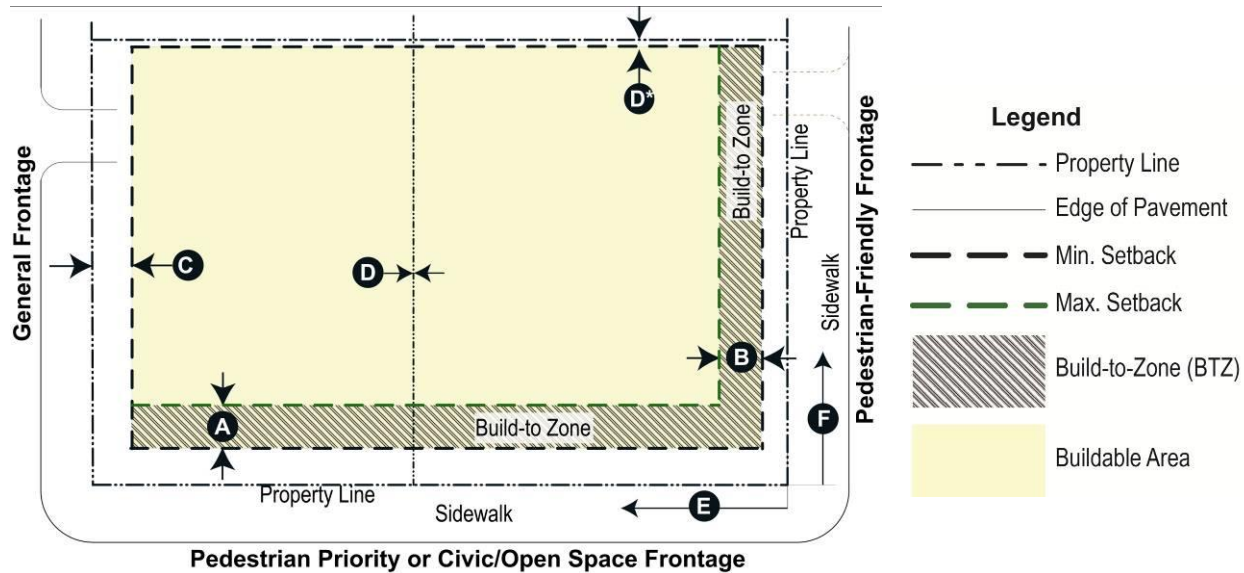 D*
Build-to Zone
Property Line
Sidewalk
Pedestrian-Friendly Frontage
General Frontage
C
D
B
A
Build-to Zone
F
Property Line
Sidewalk
E
Pedestrian Priority or Civic/Open Space Frontage
Legend
Property Line
Edge of Pavement
Min. Setback
Max. Setback
Build-to-Zone (BTZ)
Buildable Area